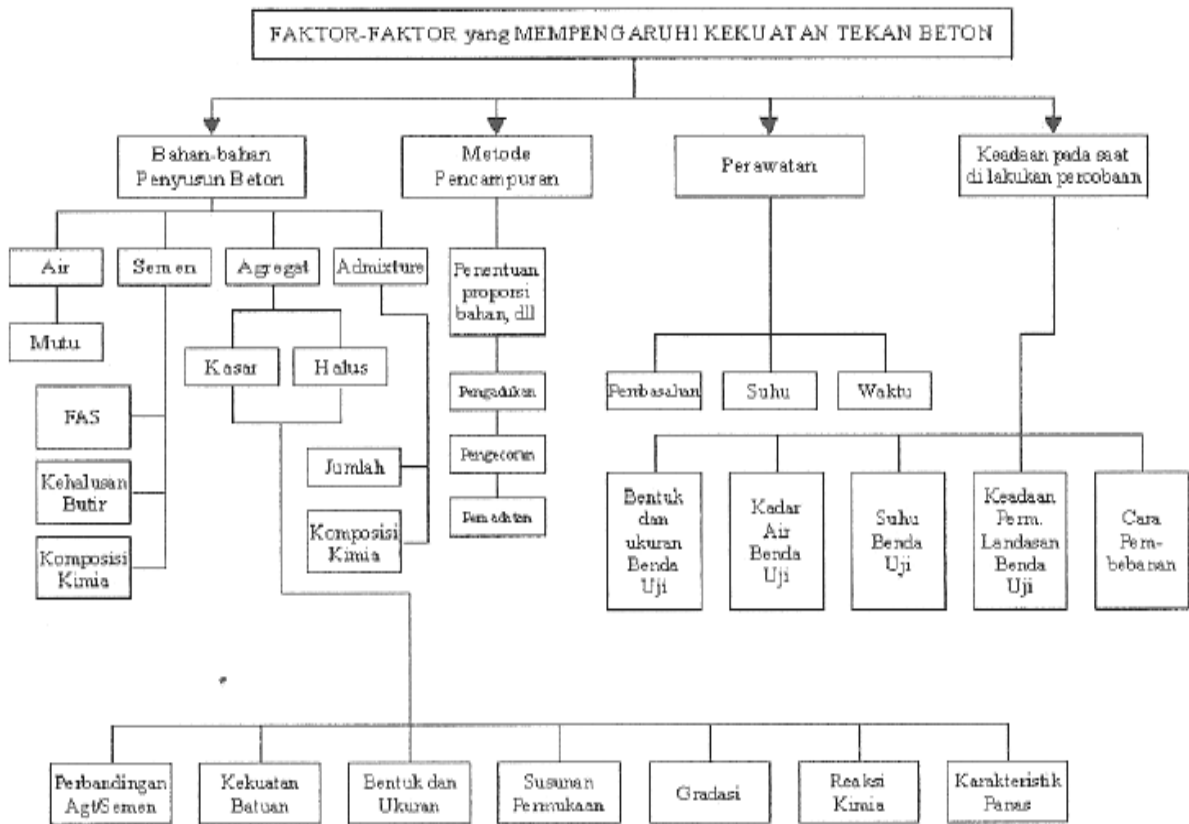 FAKTOR-FAKTOR yang MEMPENGARUHI KEKUATAN TEKAN BETON
Bahan-bahan
Penyusun Beton
Metode
Pencampuran
Perawatan
Keadaan pada saat
di lakukan percobaan
Air
Semen
Agregat
Admixture
Penentuan
proporsi
bahan, dll
Mutu
Kasar
Halus
Pengadukan
Pembasahan
Suhu
Waktu
FAS
Jumlah
Pengecoran
Kehalusan
Butir
Komposisi
Kimia
Pemadatan
Komposisi
Kimia
Bentuk
dan
ukuran
Benda
Uji
Kadar
Air
Benda
Uji
Suhu
Benda
Uji
Keadaan
Perm.
Landasan
Benda
Uji
Cara
Pem-
bebanan
Perbandingan
Agt/Semen
Kekuatan
Batuan
Bentuk dan
Ukuran
Susunan
Permukaan
Gradasi
Reaksi
Kimia
Karakteristik
Panas